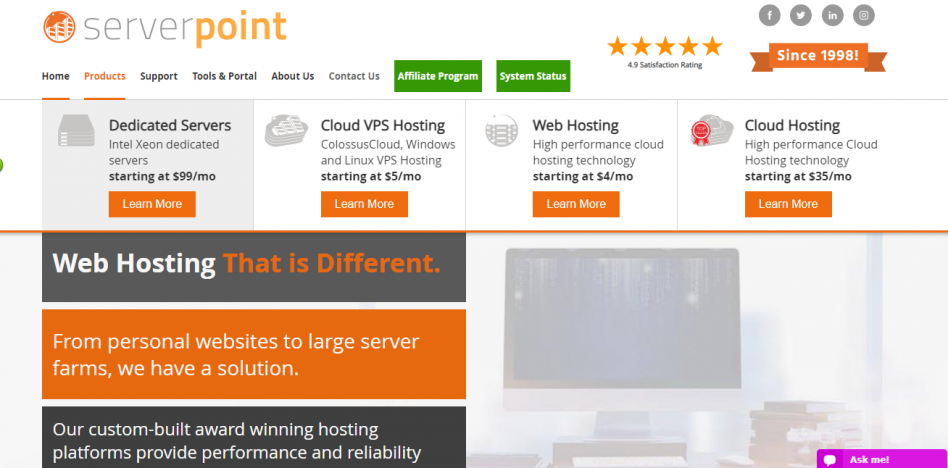 serverpoint
4.9 Satisfaction Rating
Since 1998!
Home Products Support Tools & Portal About Us Contact Us Affiliate Program System Status
Dedicated Servers
Intel Xeon dedicated
servers
starting at $99/mo
Learn More
Cloud VPS Hosting
ColossusCloud, Windows
and Linux VPS Hosting
starting at $5/mo
Learn More
Web Hosting
High performance cloud
hosting technology
starting at $4/mo
Learn More
Cloud Hosting
High performance Cloud
Hosting technology
starting at $35/mo
Learn More
Web Hosting That is Different.
From personal websites to large server
farms, we have a solution.
Our custom-built award winning hosting
platforms provide performance and reliability
Ask me!